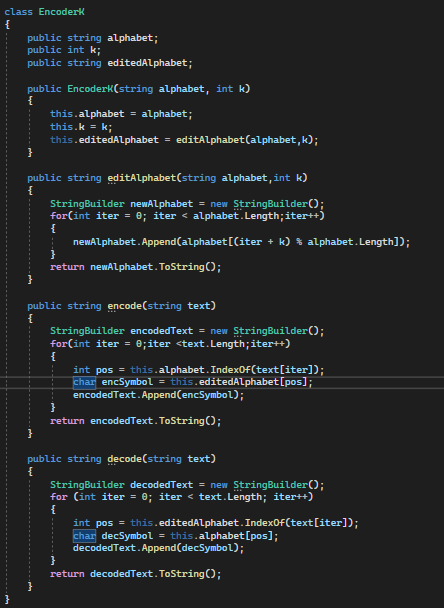 class EncoderK
{
    public string alphabet;
    public int k;
    public string editedAlphabet;

    public EncoderK(string alphabet, int k)
    {
        this.alphabet = alphabet;
        this.k = k;
        this.editedAlphabet = editAlphabet(alphabet,k);
    }

    public string editAlphabet(string alphabet,int k)
    {
        StringBuilder newAlphabet = new StringBuilder();
        for(int iter = 0; iter < alphabet.Length;iter++)
        {
            newAlphabet.Append(alphabet[(iter + k) % alphabet.Length]);
        }
        return newAlphabet.ToString();
    }

    public string encode(string text)
    {
        StringBuilder encodedText = new StringBuilder();
        for(int iter = 0;iter <text.Length;iter++)
        {
            int pos = this.alphabet.IndexOf(text[iter]);
            char encSymbol = this.editedAlphabet[pos];
            encodedText.Append(encSymbol);
        }
        return encodedText.ToString();
    }

    public string decode(string text)
    {
        StringBuilder decodedText = new StringBuilder();
        for (int iter = 0; iter < text.Length; iter++)
        {
            int pos = this.editedAlphabet.IndexOf(text[iter]);
            char decSymbol = this.alphabet[pos];
            decodedText.Append(decSymbol);
        }
        return decodedText.ToString();
    }
}